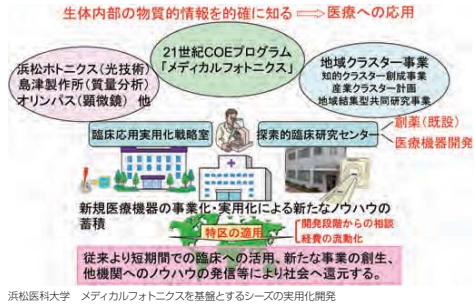 生体内部の物質的情報を的確に知る ⇒ 医療への応用
21世紀COEプログラム
「メディカルフォトニクス」
浜松ホトニクス(光技術)
島津製作所(質量分析)
オリンパス(顕微鏡) 他
地域クラスター事業
知的クラスター創成事業
産業クラスター計画
地域結集型共同研究事業
臨床応用実用化戦略室
探索的臨床研究センター
創薬(既設)
医療機器開発
新規医療機器の事業化・実用化による新たなノウハウの
蓄積
特区の適用
開発段階からの相談
経費の流動化
従来より短期間での臨床への活用、新たな事業の創生、
他機関へのノウハウの発信等により社会へ還元する。
浜松医科大学 メディカルフォトニクスを基盤とするシーズの実用化開発